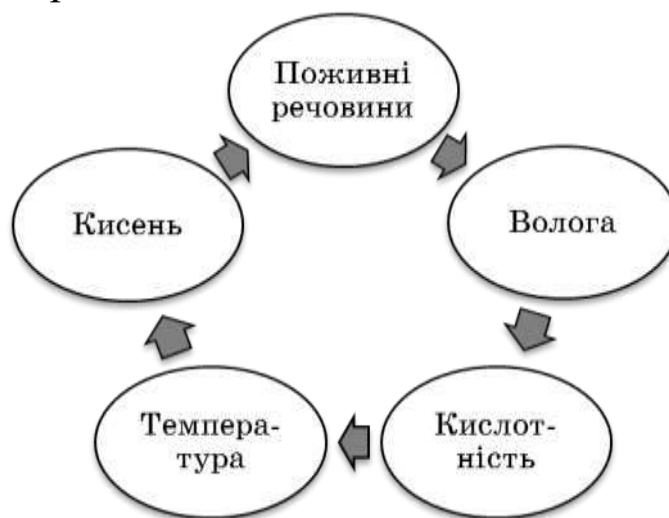 Поживні
речовини
Волога
Кислот-
ність
Темпера-
тура
Кисень